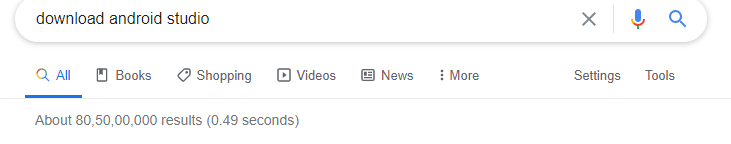 download android studio
All Books Shopping Videos News More Settings Tools
About 80,50,00,000 results (0.49 seconds)